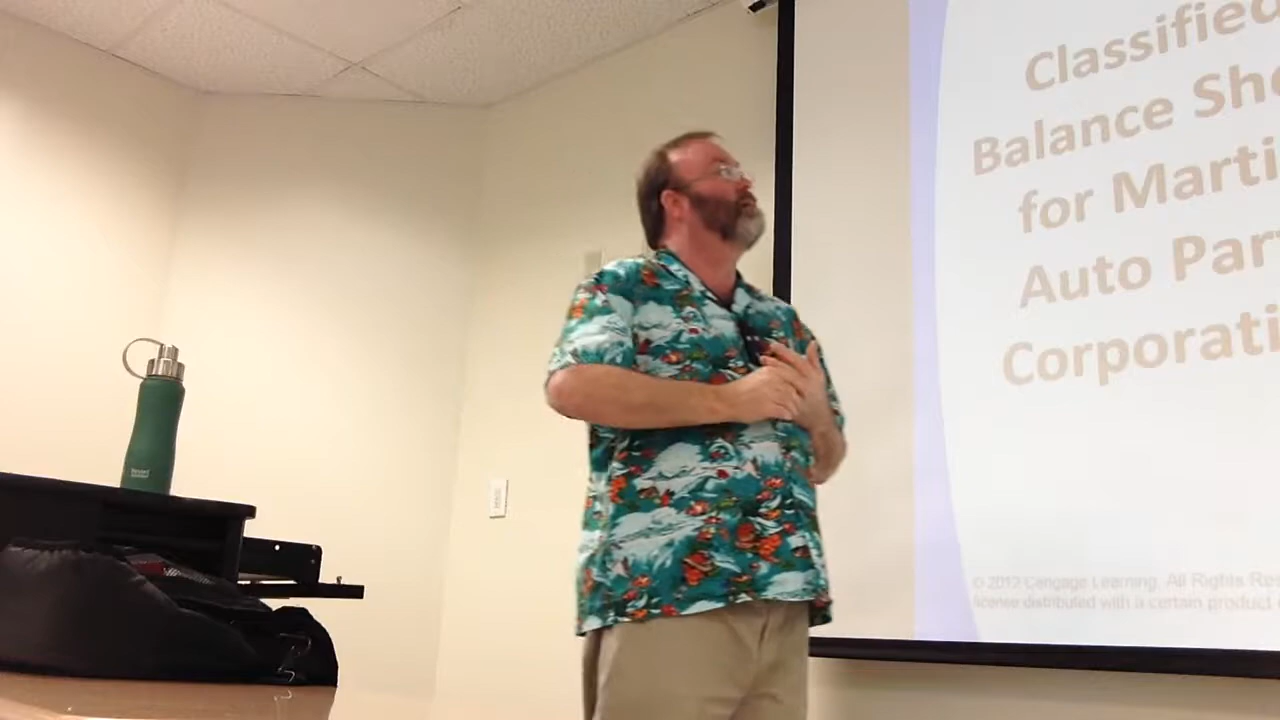 Classified
Balance She
for Marti
Auto Par
Corporati
© 2012 Cengage Learning. All Rights Res
license distributed with a certain product